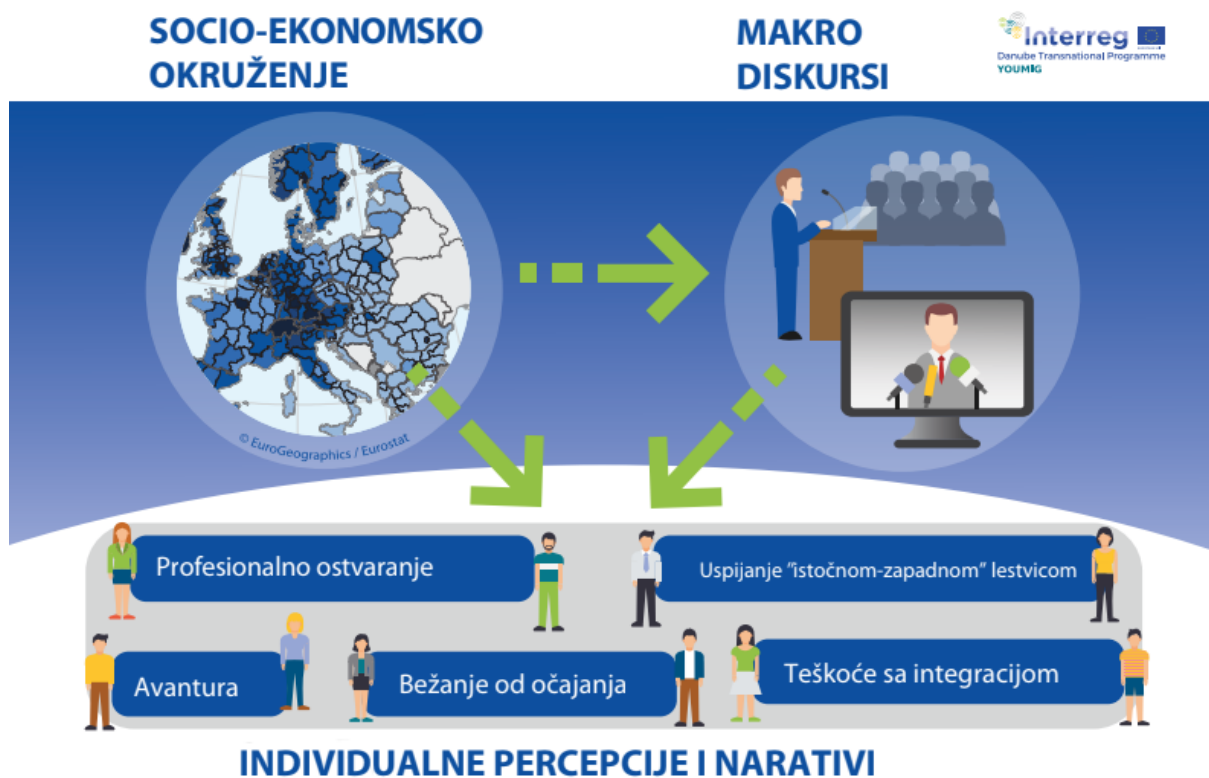 SOCIO-EKONOMSKO
OKRUŽENJE
MAKRO
DISKURSI
Interreg
Danube Transnational Programme
YOUMIG
© EuroGeographics / Eurostat
Profesionalno ostvaranje
Uspijanje "istočnom-zapadnom" lestvicom
Avantura
Bežanje od očajanja
Teškoće sa integracijom
INDIVIDUALNE PERCEPCIJE I NARATIVI